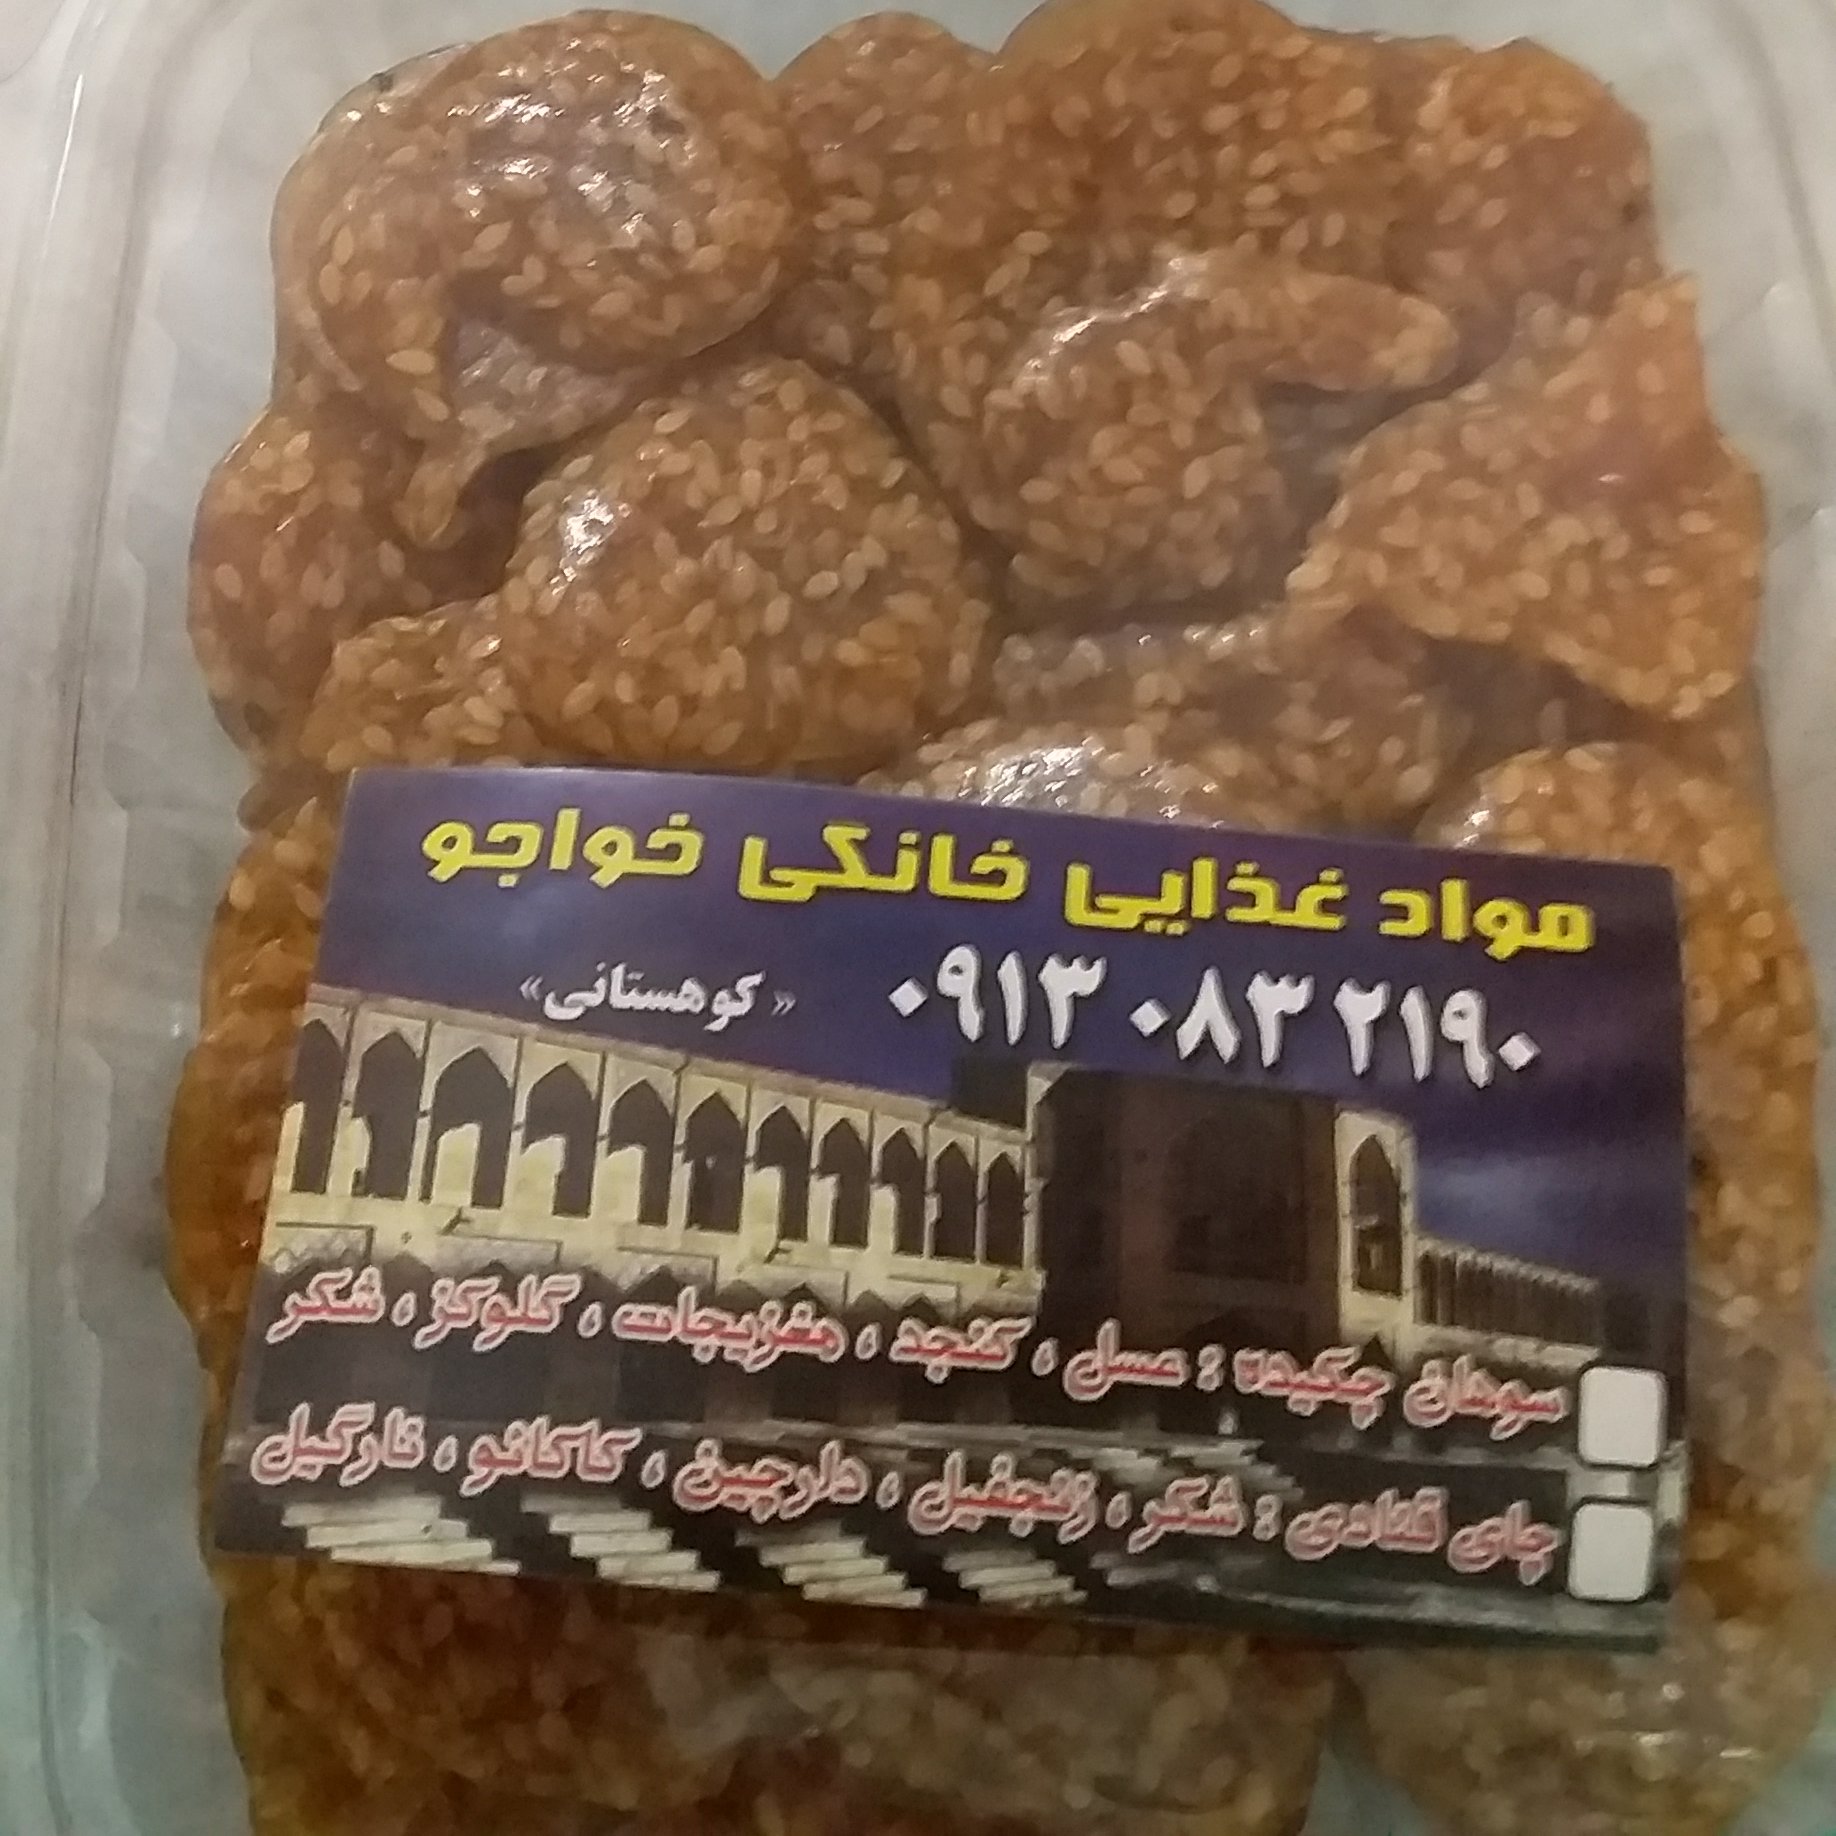 مواد غذایی خانگی خواجو
۰۹۱۳ ۰۸۳ ۲۱۹۰ «کوهستانی»
سوهان چکیده : عسل ، کنجد ، مغزیجات ، گلوکز ، شکر
چای قنادی : شکر ، زنجفیل ، دارچین ، کاکائو ، نارگیل